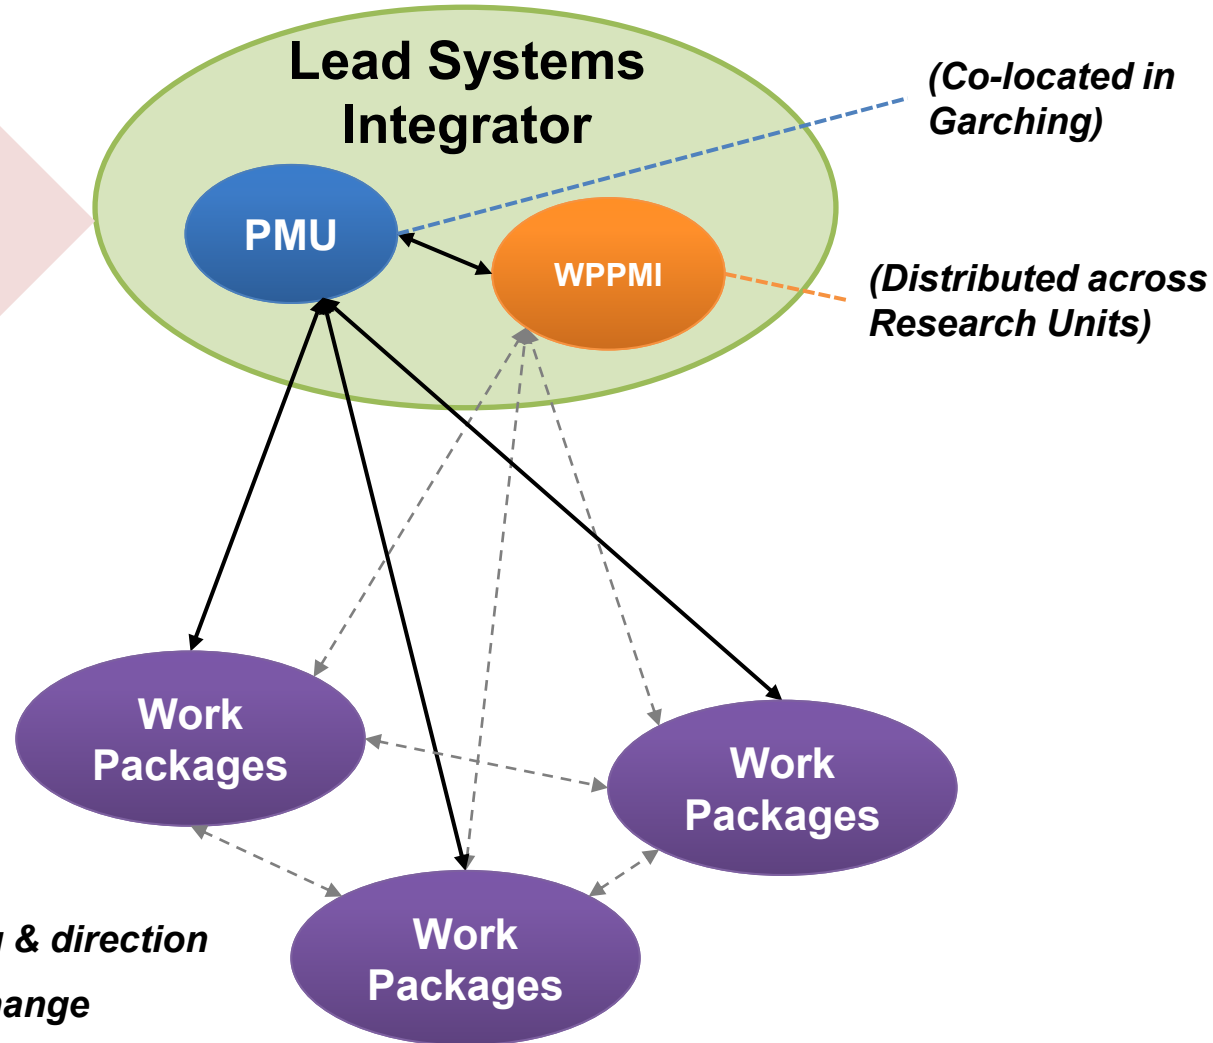 Lead Systems
Integrator
(Co-located in
Garching)
PMU
WPPMI
(Distributed across
Research Units)
Work
Packages
Work
Packages
Work
Packages
& direction